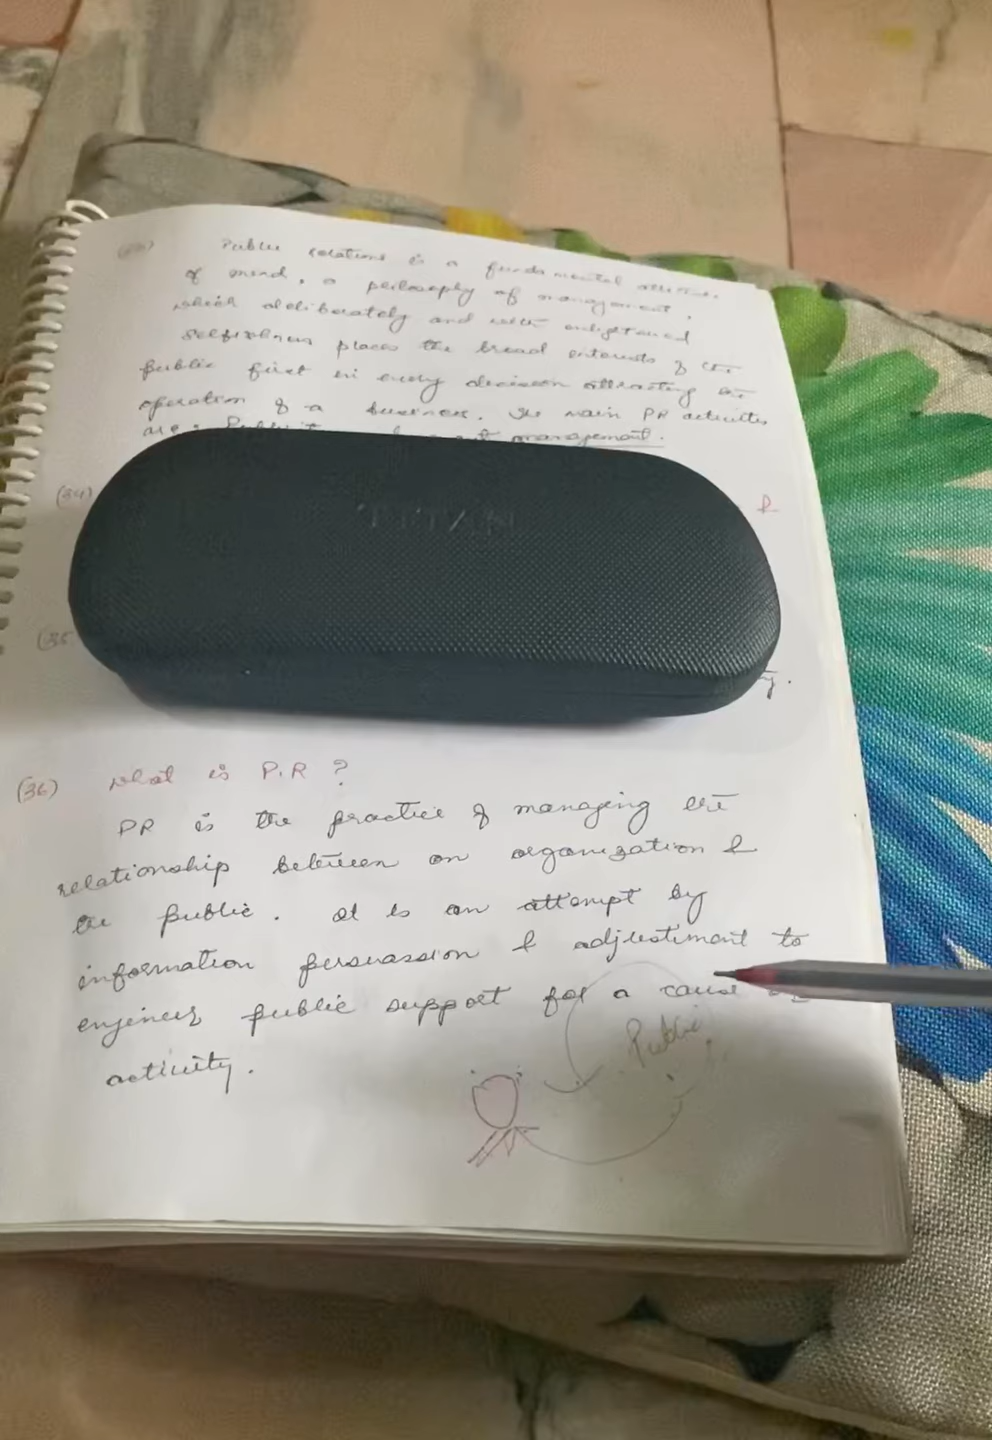 Public relations is a fundamental
of mind, a philosophy of management,
which deliberately and with enlightened
selfishness places the broad interests of the
public first in every decision affecting the
operation of a business. The main PR activities
are : management.
(34) &
TITAN
(35
y.
(36) What is P.R ?
PR is the practice of managing the
relationship between an organization &
the public. It is an attempt by
information persuassion & adjustment to
engineer public support for a cause
activity.
Public